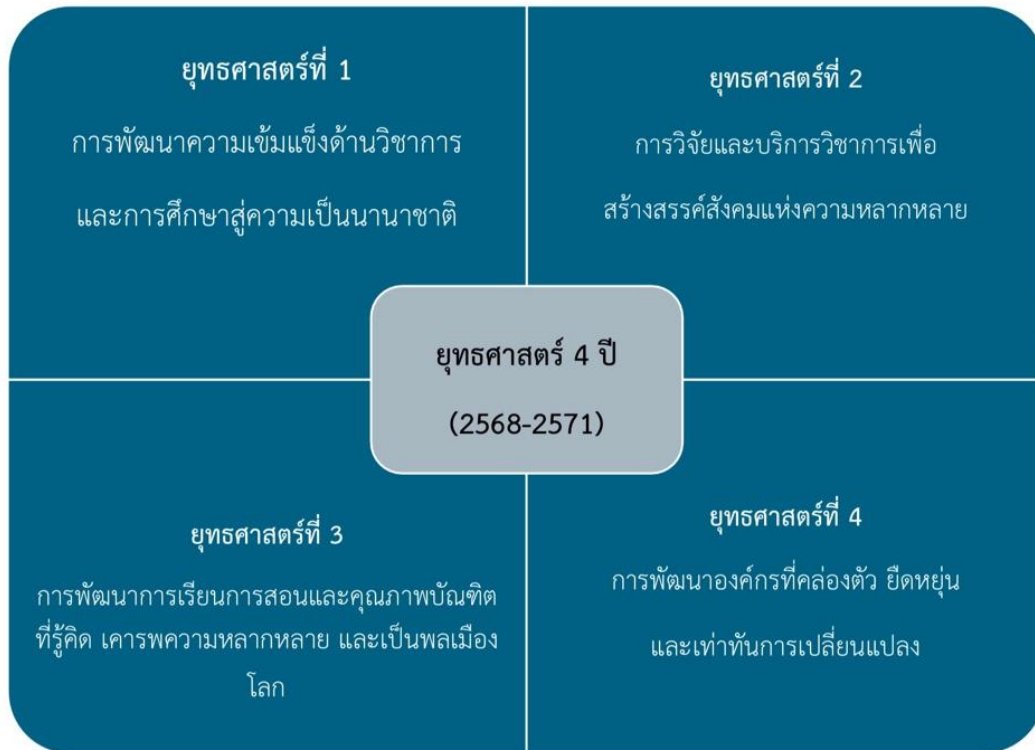 ยุทธศาสตร์ที่ 1
การพัฒนาความเข้มแข็งด้านวิชาการ
และการศึกษาสู่ความเป็นนานาชาติ
ยุทธศาสตร์ที่ 2
การวิจัยและบริการวิชาการเพื่อ
สร้างสรรค์สังคมแห่งความหลากหลาย
ยุทธศาสตร์ 4 ปี
(2568-2571)
ยุทธศาสตร์ที่ 3
การพัฒนาการเรียนการสอนและคุณภาพบัณฑิต
ที่รู้คิด เคารพความหลากหลาย และเป็นพลเมือง
โลก
ยุทธศาสตร์ที่ 4
การพัฒนาองค์กรที่คล่องตัว ยืดหยุ่น
และเท่าทันการเปลี่ยนแปลง